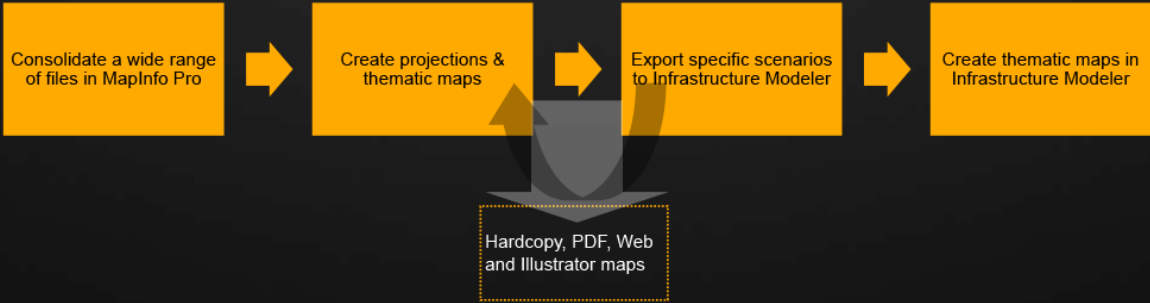 Consolidate a wide range
of files in MapInfo Pro
Create projections &
thematic maps
Export specific scenarios
to Infrastructure Modeler
Create thematic maps in
Infrastructure Modeler
Hardcopy, PDF, Web
and Illustrator maps